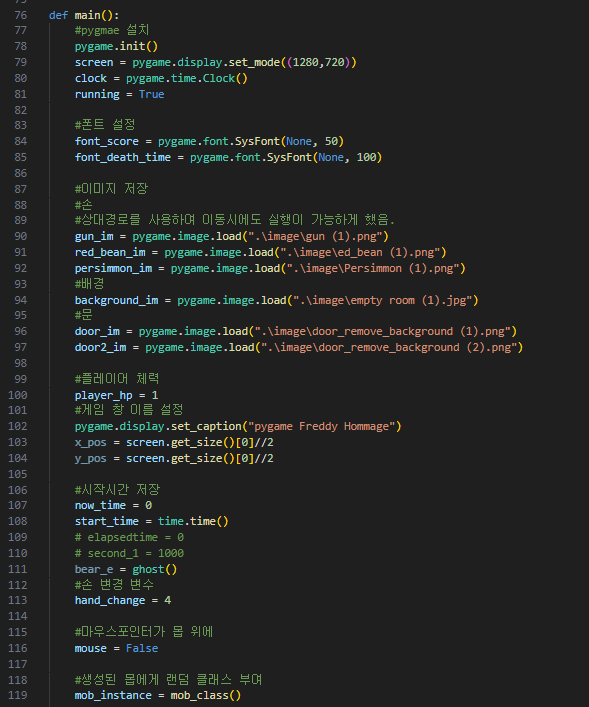 76 def main():
77 #pygmae 설치
78 pygame.init()
79 screen = pygame.display.set_mode((1280,720))
80 clock = pygame.time.Clock()
81 running = True
82
83 #폰트 설정
84 font_score = pygame.font.SysFont(None, 50)
85 font_death_time = pygame.font.SysFont(None, 100)
86
87 #이미지 저장
88 #손
89 #상대경로를 사용하며 이동시에도 실행이 가능하게 했음.
90 gun_im = pygame.image.load(".\image\gun (1).png")
91 red_bean_im = pygame.image.load(".\image\ed_bean (1).png")
92 persimmon_im = pygame.image.load(".\image\Persimmon (1).png")
93 #배경
94 background_im = pygame.image.load(".\image\empty room (1).jpg")
95 #문
96 door_im = pygame.image.load(".\image\door_remove_background (1).png")
97 door2_im = pygame.image.load(".\image\door_remove_background (2).png")
98
99 #플레이어 체력
100 player_hp = 1
101 #게임 창 이름 설정
102 pygame.display.set_caption("pygame Freddy Hommage")
103 x_pos = screen.get_size()[0]//2
104 y_pos = screen.get_size()[0]//2
105
106 #시작시간 저장
107 now_time = 0
108 start_time = time.time()
109 # elapsedtime = 0
110 # second_1 = 1000
111 bear_e = ghost()
112 #손 변경 변수
113 hand_change = 4
114
115 #마우스포인터가 몹 위에
116 mouse = False
117
118 #생성된 몹에게 랜덤 클래스 부여
119 mob_instance = mob_class()